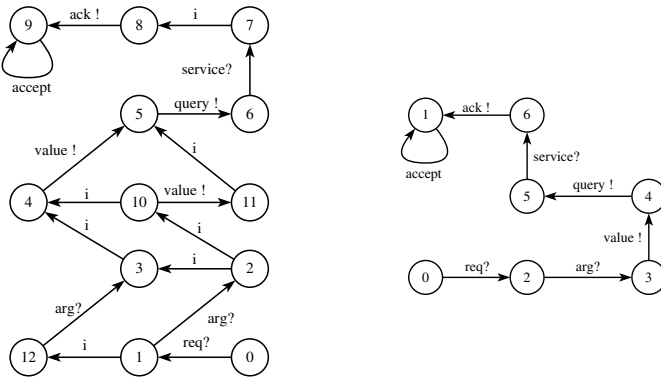 9 ack ! 8 i 7
accept
service?
5 query ! 6
value ! i
4 i 10 value ! 11
i i
3 i 2
arg? arg?
12 i 1 req? 0
1 ack ! 6
accept
service?
5 query ! 4
value !
0 req? 2 arg? 3